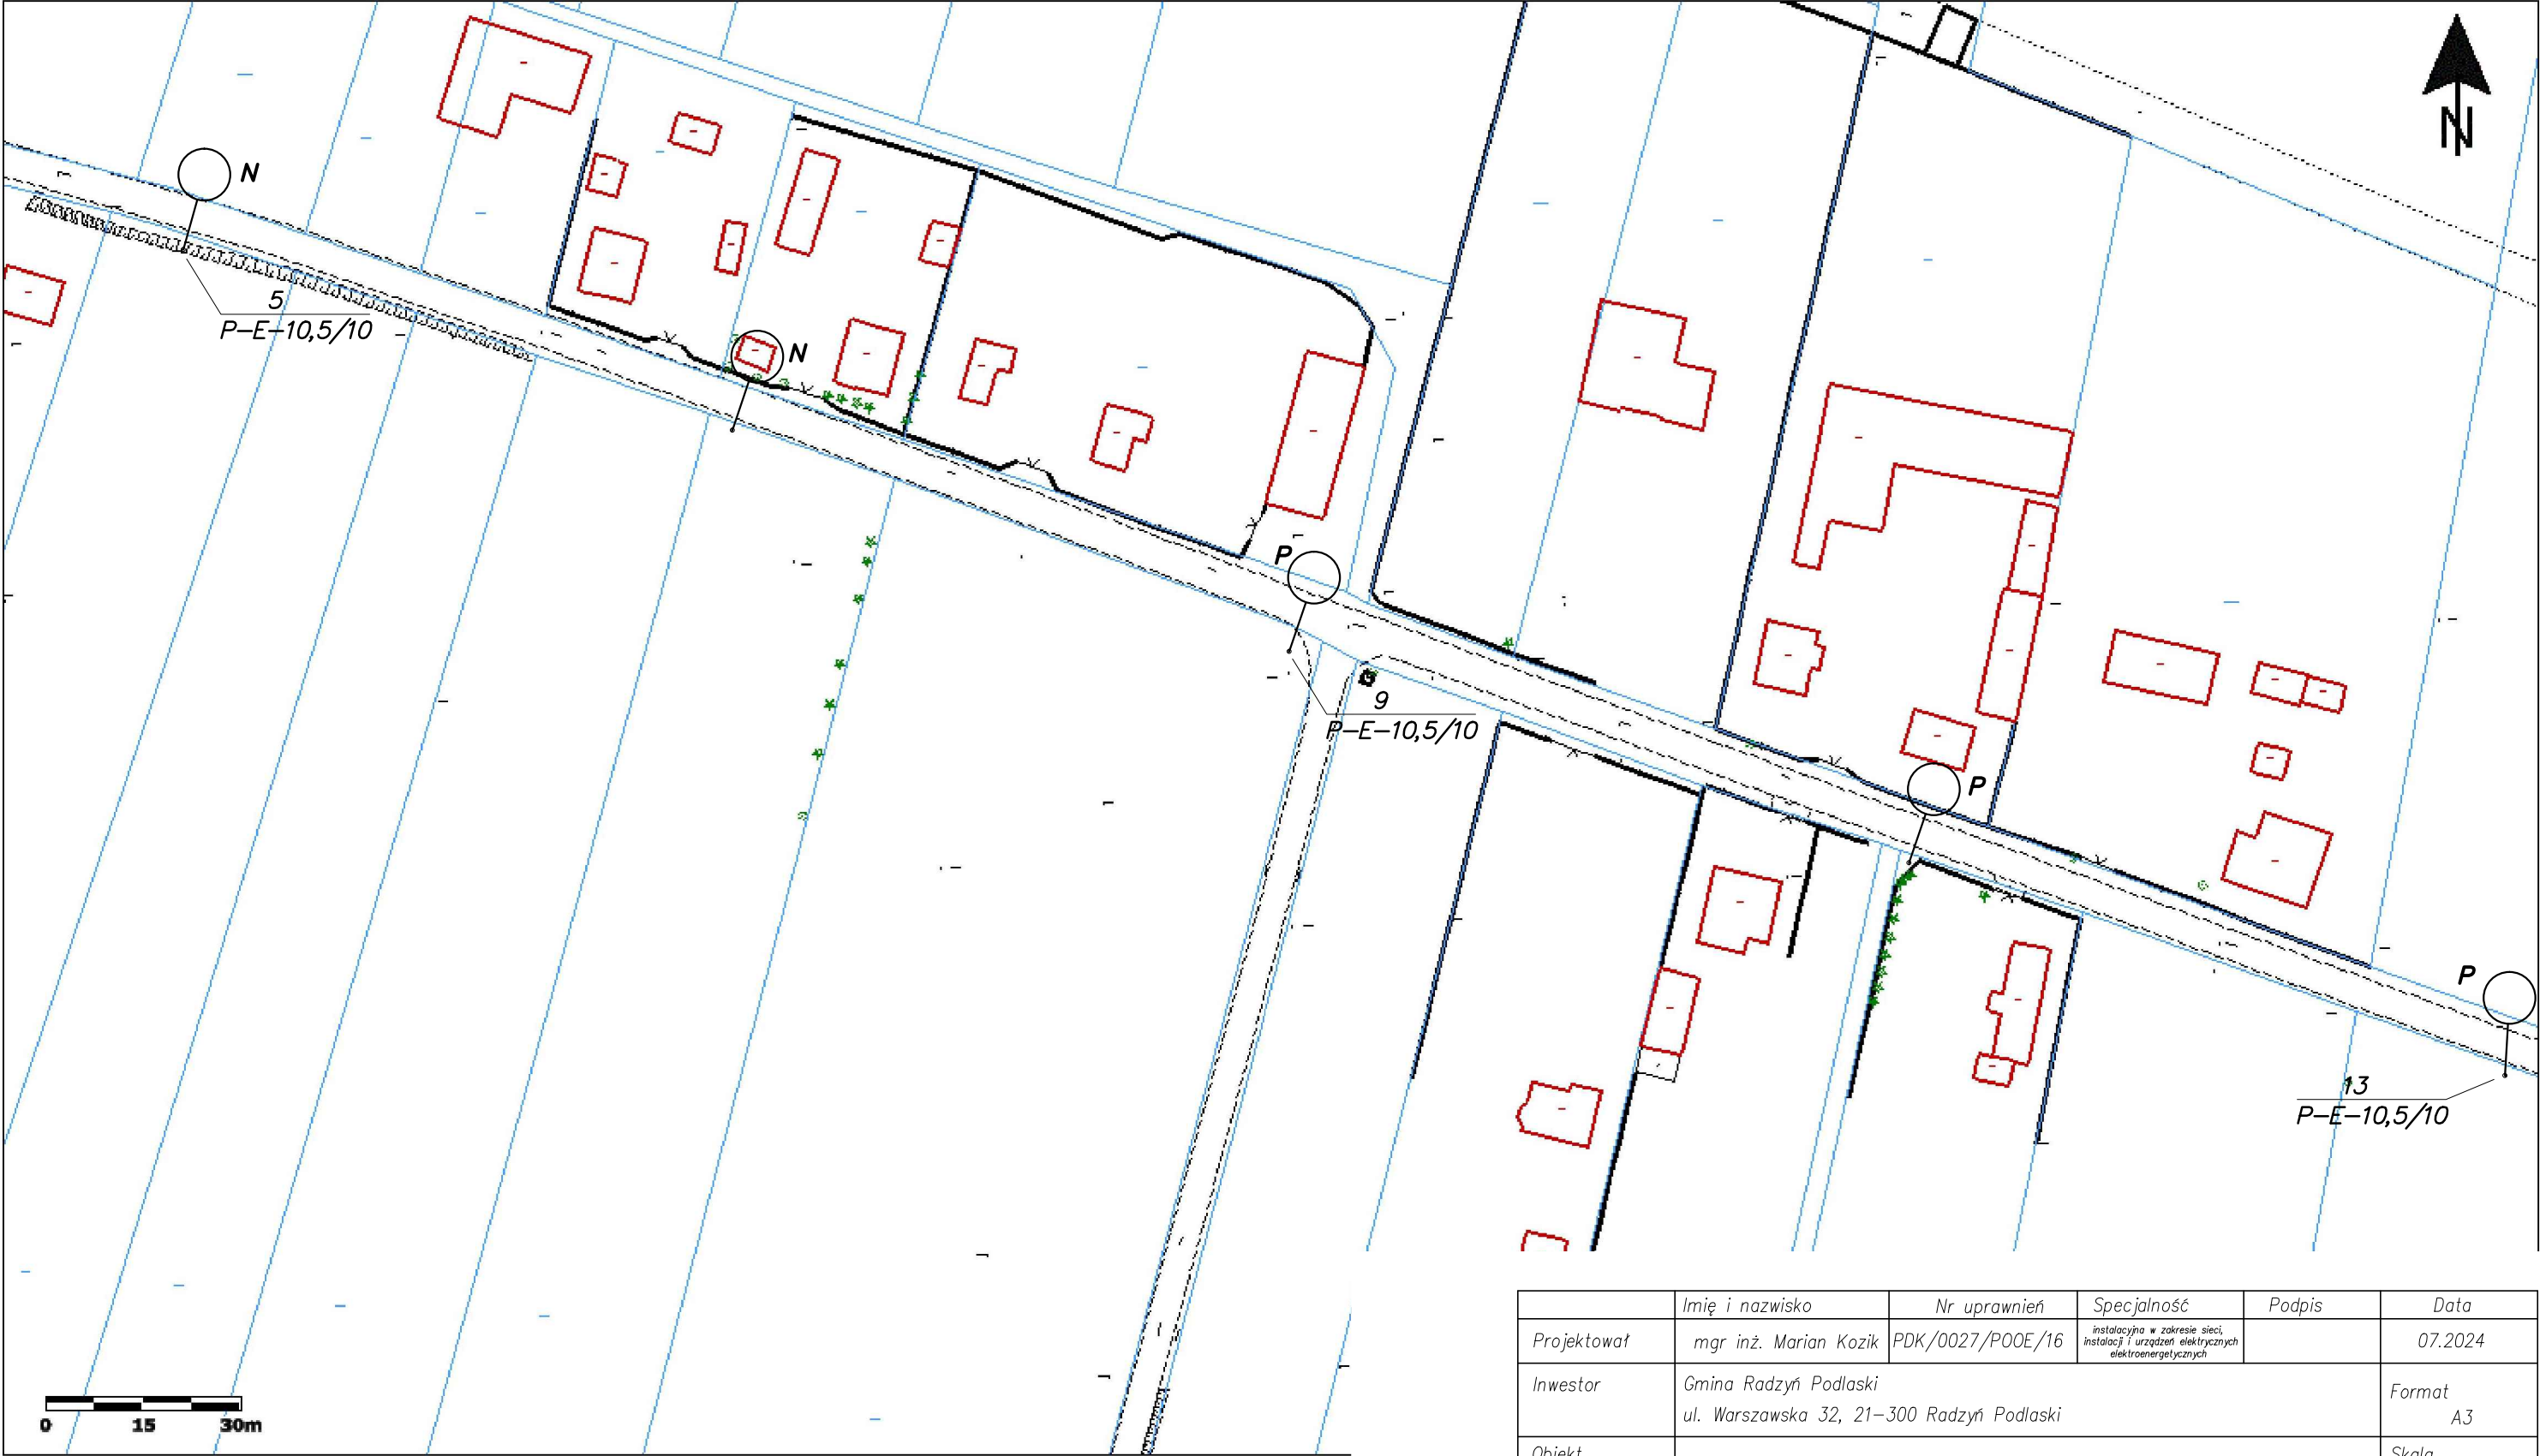 N
N
5
P-E-10,5/10
N
P
9
P-E-10,5/10
P
P
13
P-E-10,5/10
0 15 30m
Imię i nazwisko Nr uprawnień Specjalność Podpis Data
Projektował mgr inż. Marian Kozik PDK/0027/POOE/16 instalacyjna w zakresie sieci, instalacji i urządzeń elektrycznych elektroenergetycznych 07.2024
Inwestor Gmina Radzyń Podlaski
ul. Warszawska 32, 21-300 Radzyń Podlaski
Format
A3
Obiekt Skala